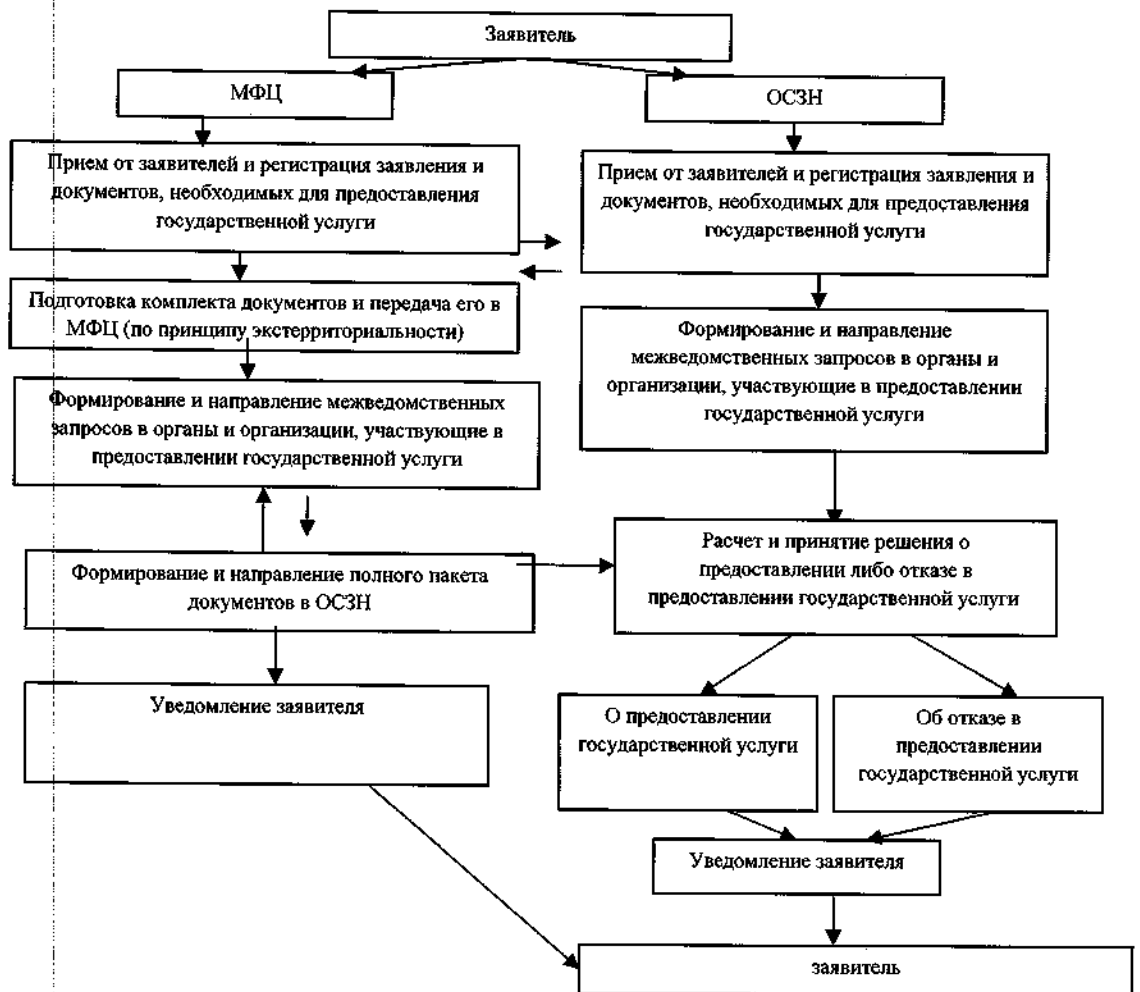 Заявитель
МФЦ
ОСЗН
Прием от заявителей и регистрация заявления и
документов, необходимых для предоставления
государственной услуги
Прием от заявителей и регистрация заявления и
документов, необходимых для предоставления
государственной услуги
Подготовка комплекта документов и передача его в
МФЦ (по принципу экстерриториальности)
Формирование и направление
межведомственных запросов в органы и
организации, участвующие в предоставлении
государственной услуги
Формирование и направление межведомственных
запросов в органы и организации, участвующие в
предоставлении государственной услуги
Расчет и принятие решения о
предоставлении либо отказе в
предоставлении государственной услуги
Формирование и направление полного пакета
документов в ОСЗН
Уведомление заявителя
О предоставлении
государственной услуги
Об отказе в
предоставлении
государственной услуги
Уведомление заявителя
заявитель